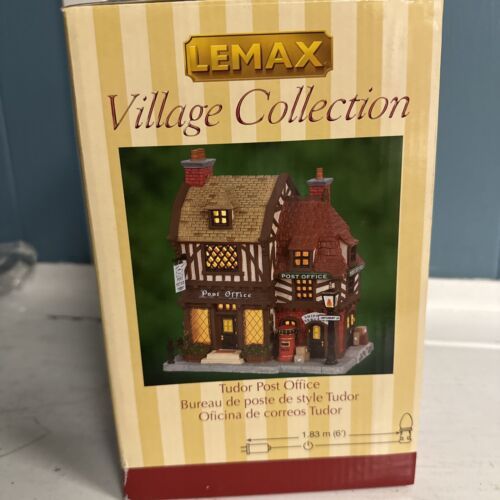 LEMAX
Village Collection
POST OFFICE
Post Office
Tudor Post Office
Bureau de poste de style Tudor
Oficina de correos Tudor
1.83 m (6')